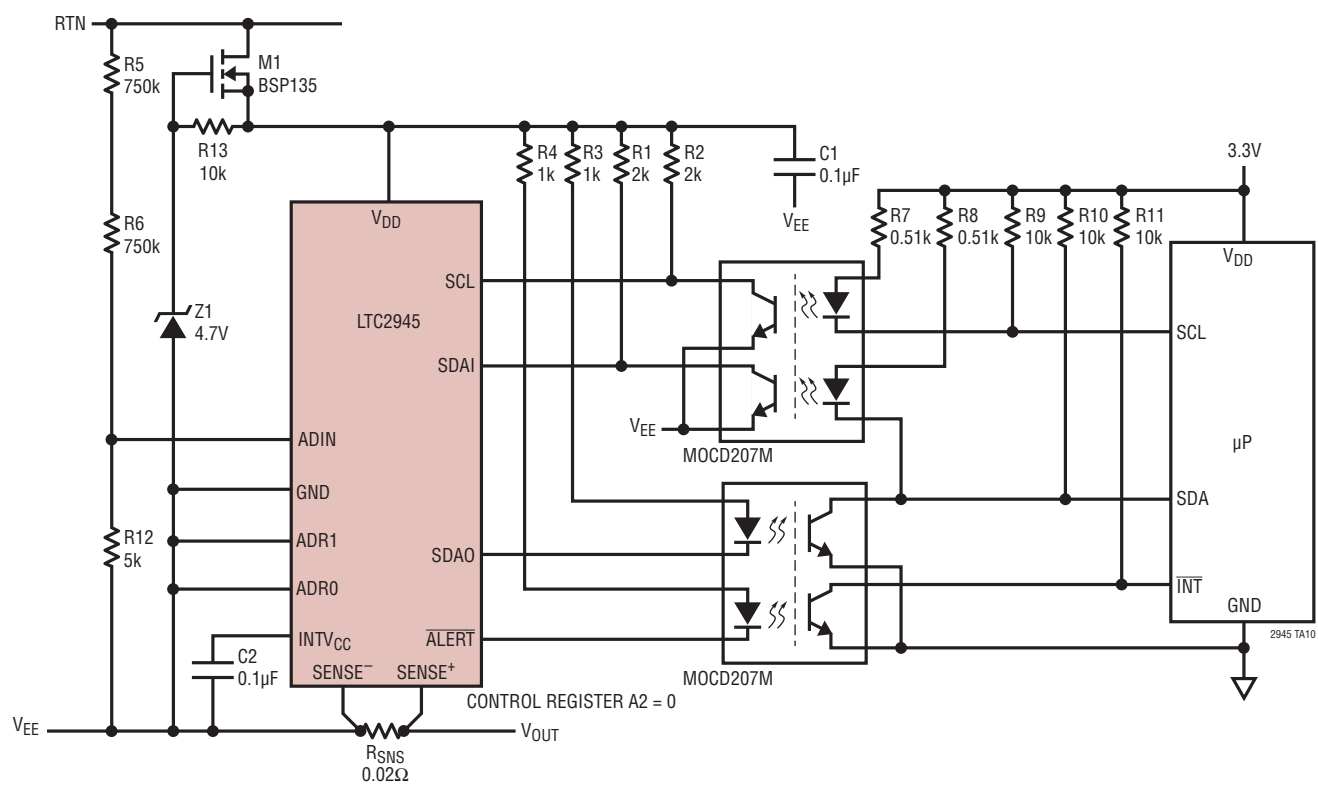 RTN
R5
750k
M1
BSP135
R13
10k
R4
1k
R3
1k
R1
2k
R2
2k
C1
0.1µF
VEE
3.3V
R6
750k
R7
0.51k
R8
0.51k
R9
10k
R10
10k
R11
10k
VDD
VDD
SCL
LTC2945
Z1
4.7V
SCL
SDAI
VEE
MOCD207M
µP
ADIN
GND
SDA
R12
5k
ADR1
SDAO
ADR0
INT
GND
2945 TA10
INTVCC
ALERT
C2
0.1µF
SENSE−
SENSE+
MOCD207M
CONTROL REGISTER A2 = 0
VEE
VOUT
RSNS
0.02Ω